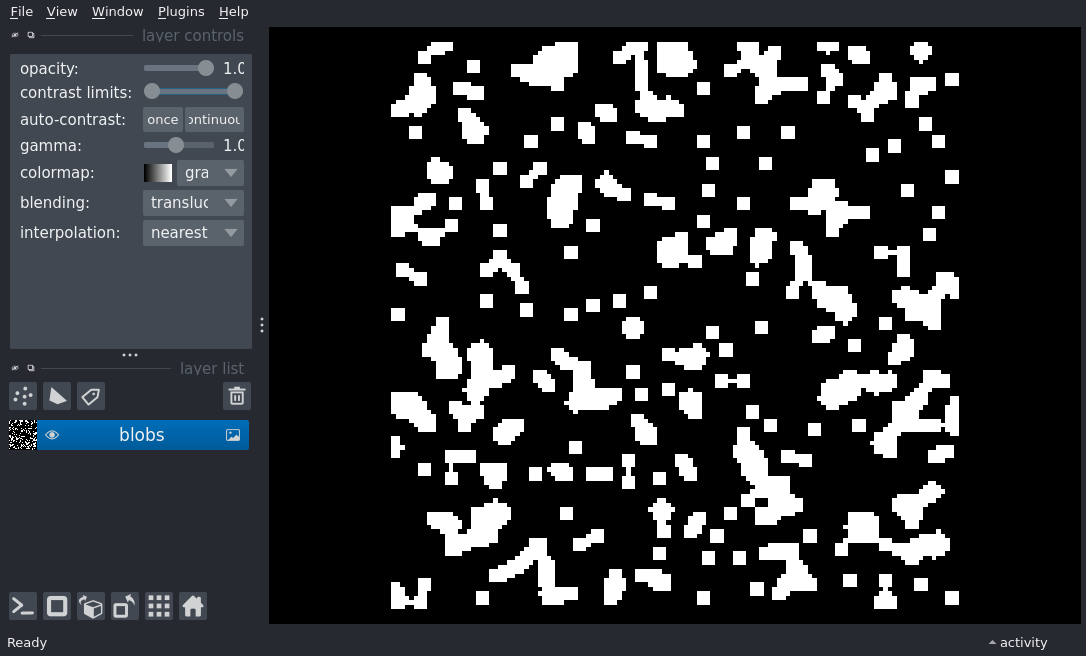 File View Window Plugins Help
layer controls
opacity: 1.0
contrast limits:
auto-contrast: once ontinuou
gamma: 1.0
colormap: gra
blending: transluc
interpolation: nearest
layer list
blobs
Ready activity